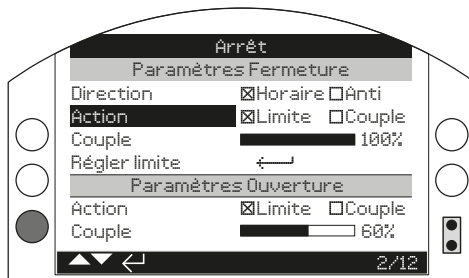 Arrêt
Paramètres Fermeture
Direction ☒Horaire ☐Anti
Action ☒Limite ☐Couple
Couple 100%
Régler limite
Paramètres Ouverture
Action ☒Limite ☐Couple
Couple 60%
2/12